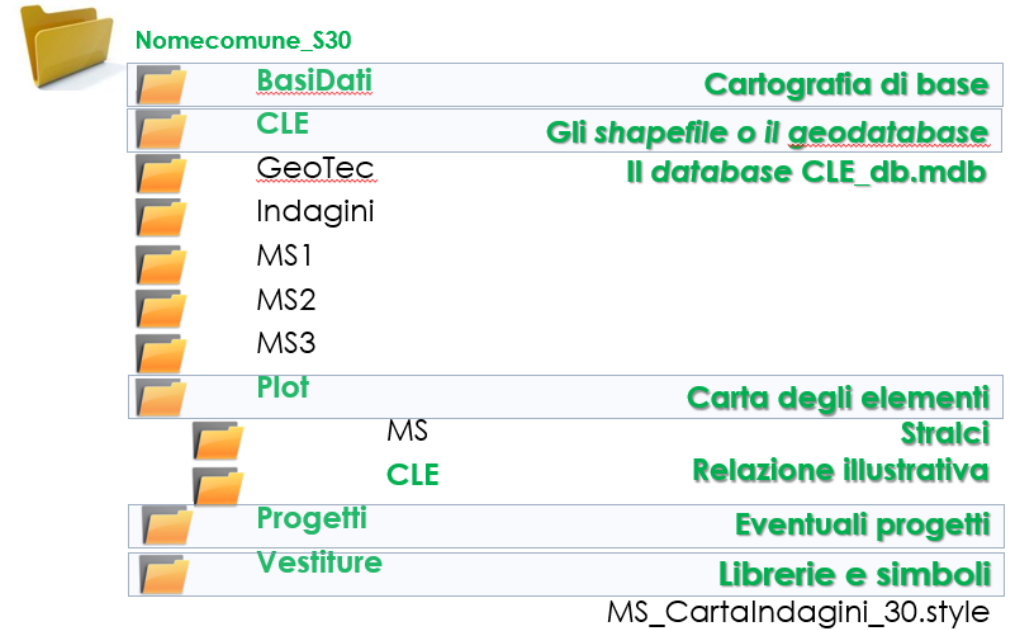 Nomecomune_S30
BasiDati Cartografia di base
CLE Gli shapefile o il geodatabase
GeoTec Il database CLE_db.mdb
Indagini
MS1
MS2
MS3
Plot Carta degli elementi
MS Stralci
CLE Relazione illustrativa
Progetti Eventuali progetti
Vestiture Librerie e simboli
MS_CartaIndagini_30.style